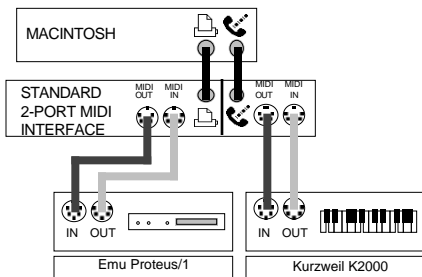 MACINTOSH
STANDARD
2-PORT MIDI
INTERFACE
MIDI OUT
MIDI IN
MIDI OUT
MIDI IN
IN OUT
IN OUT
Emu Proteus/1
Kurzweil K2000